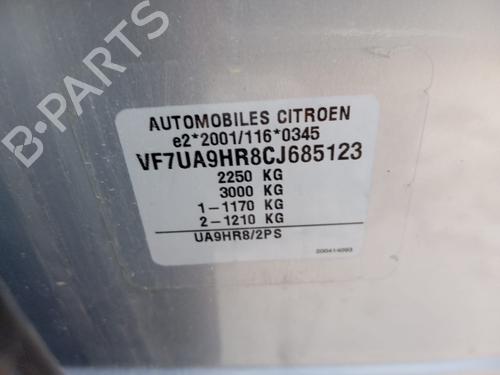 AUTOMOBILES CITROEN
e2*2001/116*0345
VF7UA9HR8CJ685123
2250 KG
3000 KG
1-1170 KG
2-1210 KG
UA9HR8/2PS
200414093